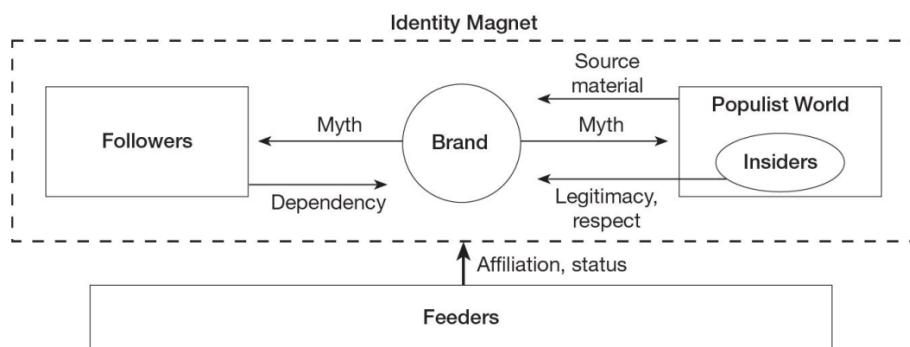 Identity Magnet
Source
material
Populist World
Followers
Myth
Brand
Myth
Insiders
Dependency
Legitimacy,
respect
Affiliation, status
Feeders